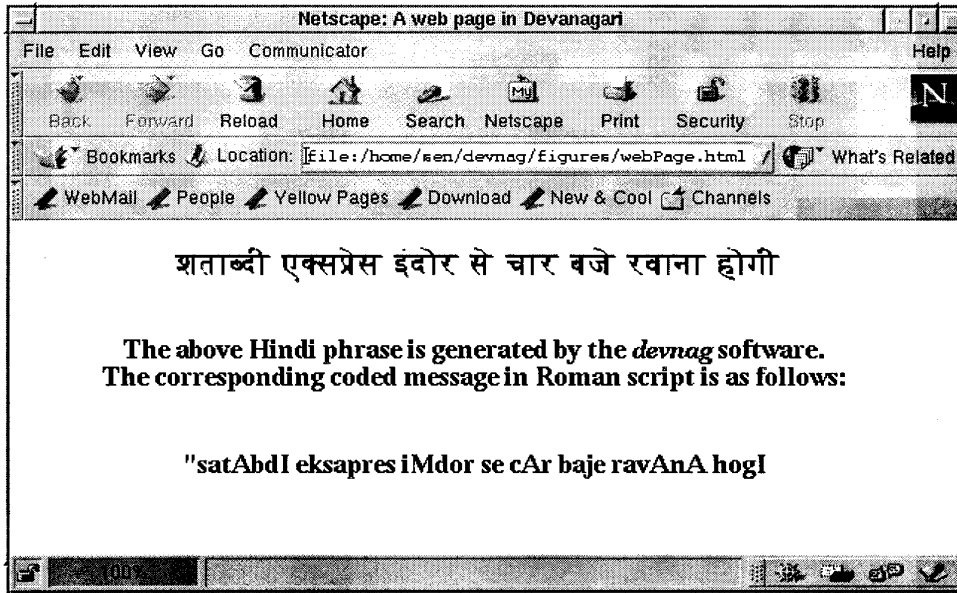 Netscape: A web page in Devanagari
File Edit View Go Communicator Help
Back Forward Reload Home Search Netscape Print Security Stop
My
N
Bookmarks Location: file:/home/sen/devnag/figures/webPage.html What's Related
WebMail People Yellow Pages Download New & Cool Channels
शताब्दी एक्सप्रेस इंदोर से चार बजे रवाना होगी
The above Hindi phrase is generated by the devnag software.
The corresponding coded message in Roman script is as follows:
"satAbdI eksapres iMdor se cAr baje ravAnA hogI
100%